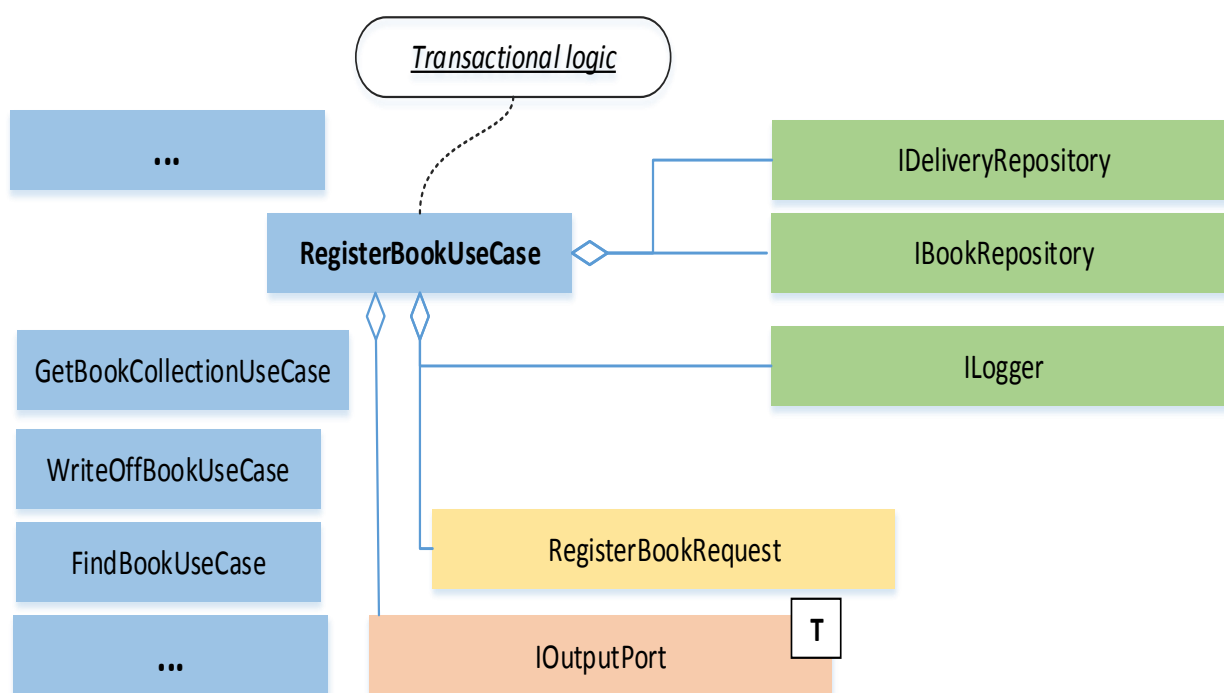 Transactional logic
...
IDeliveryRepository
RegisterBookUseCase
IBookRepository
GetBookCollectionUseCase
ILogger
WriteOffBookUseCase
FindBookUseCase
RegisterBookRequest
T
...
IOutputPort